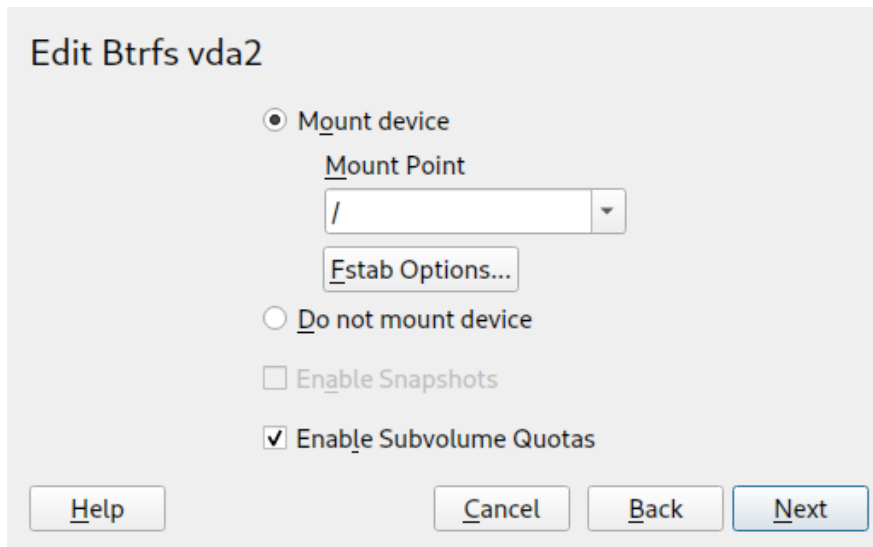 Edit Btrfs vda2
Mount device
Mount Point
/
Fstab Options...
Do not mount device
Enable Snapshots
Enable Subvolume Quotas
Help Cancel Back Next